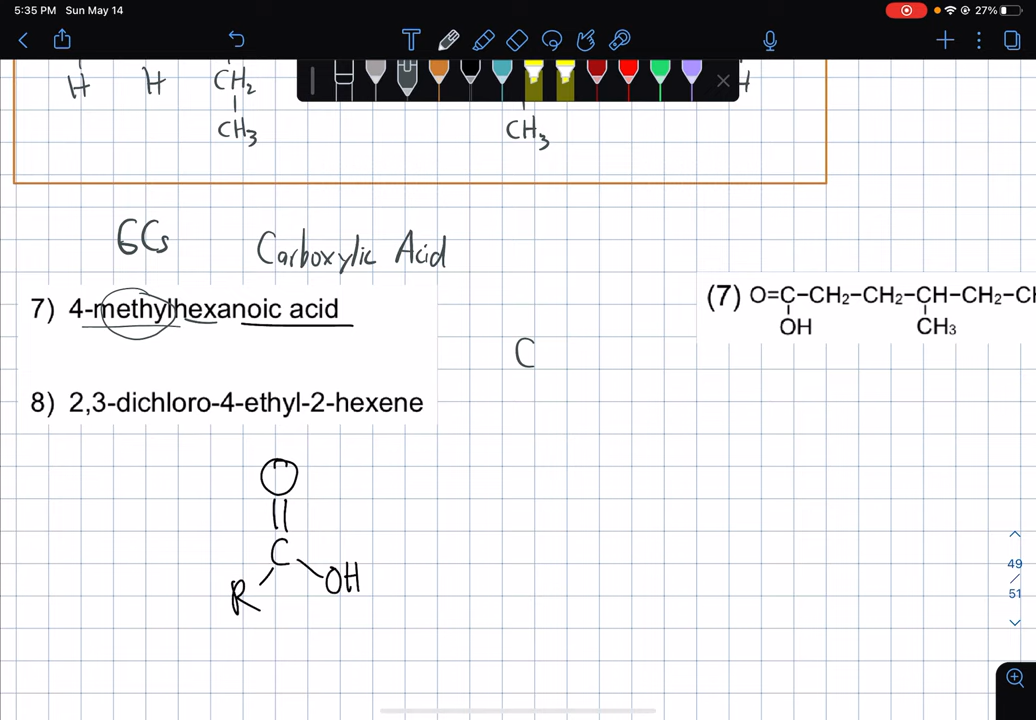 5:35 PM Sun May 14
27%
H H CH2 H
CH3 CH3
6Cs Carboxylic Acid
7) 4-methylhexanoic acid
(7) O=C-CH2-CH2-CH-CH2-CH
OH CH3
C
8) 2,3-dichloro-4-ethyl-2-hexene
O
C
R OH
49
/
51